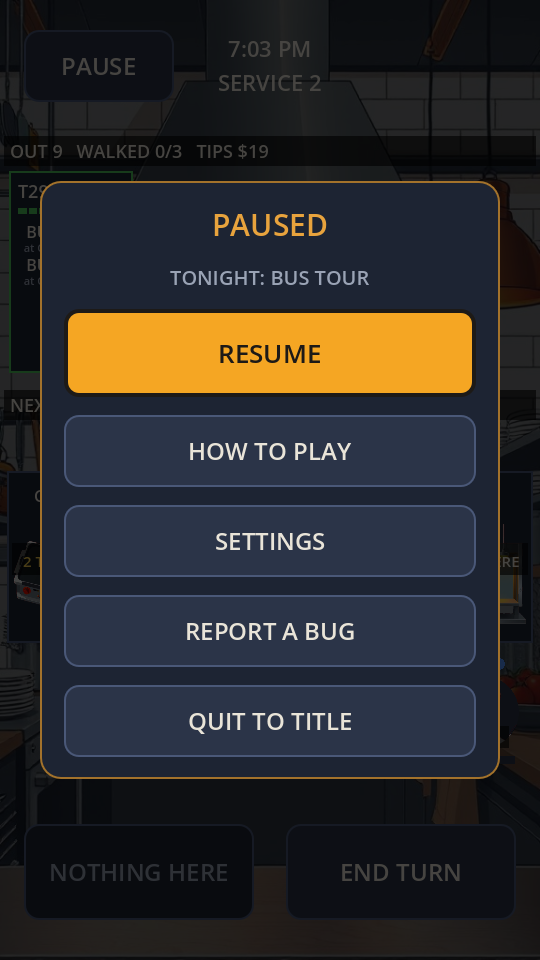 PAUSE
7:03 PM
SERVICE 2
OUT 9 WALKED 0/3 TIPS $19
PAUSED
TONIGHT: BUS TOUR
RESUME
HOW TO PLAY
SETTINGS
REPORT A BUG
QUIT TO TITLE
NOTHING HERE
END TURN